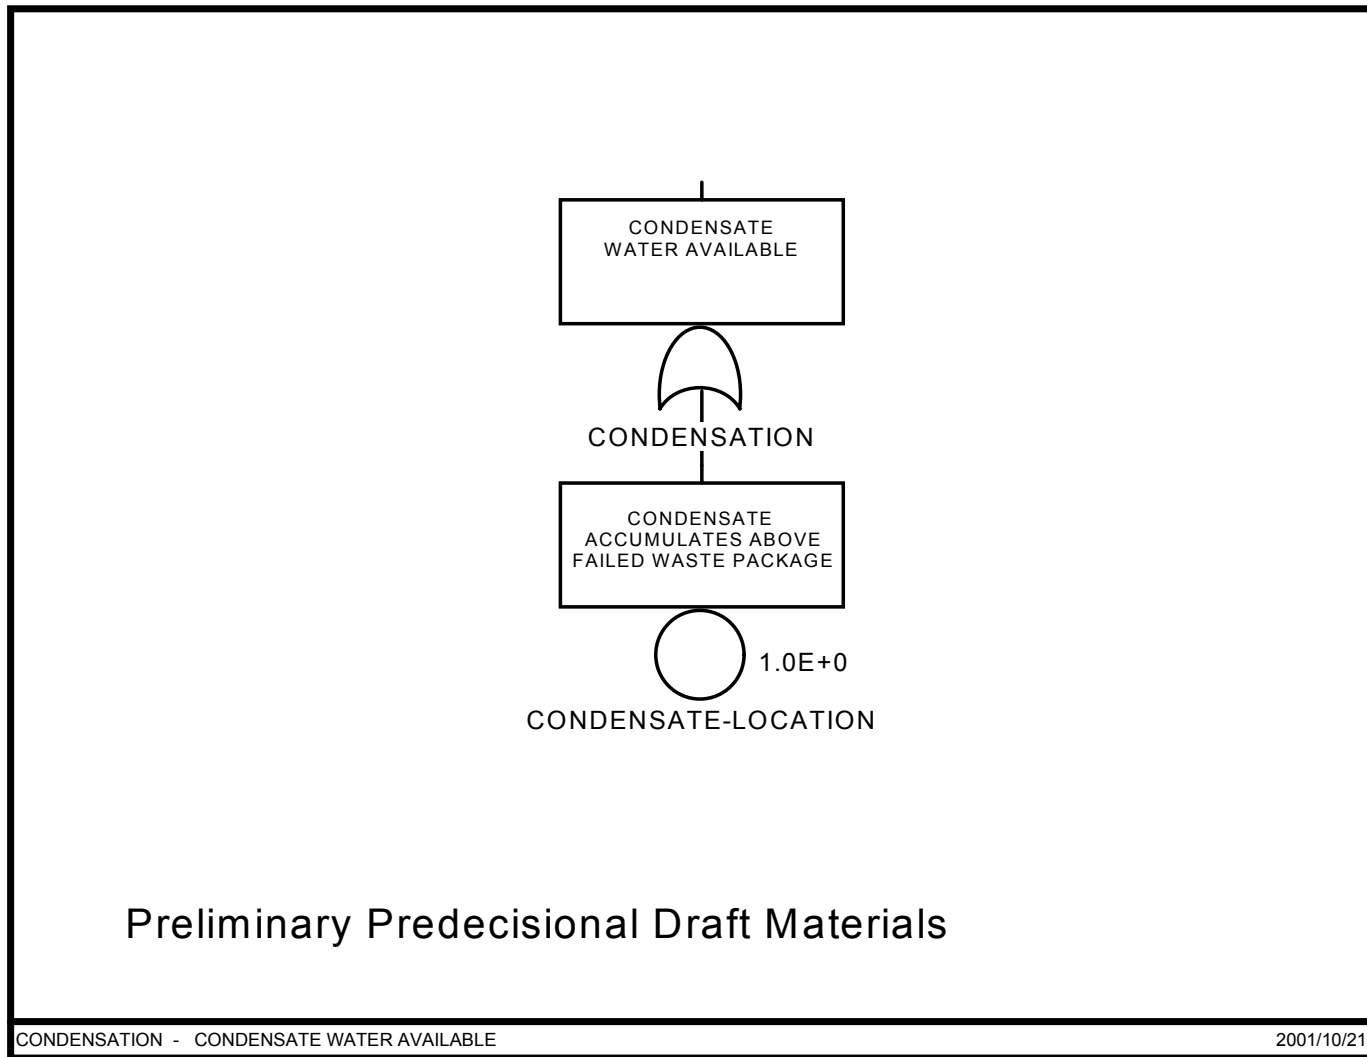 CONDENSATE
WATER AVAILABLE
CONDENSATION
CONDENSATE
ACCUMULATES ABOVE
FAILED WASTE PACKAGE
1.0E+0
CONDENSATE-LOCATION
Preliminary Predecisional Draft Materials
CONDENSATION - CONDENSATE WATER AVAILABLE 2001/10/21